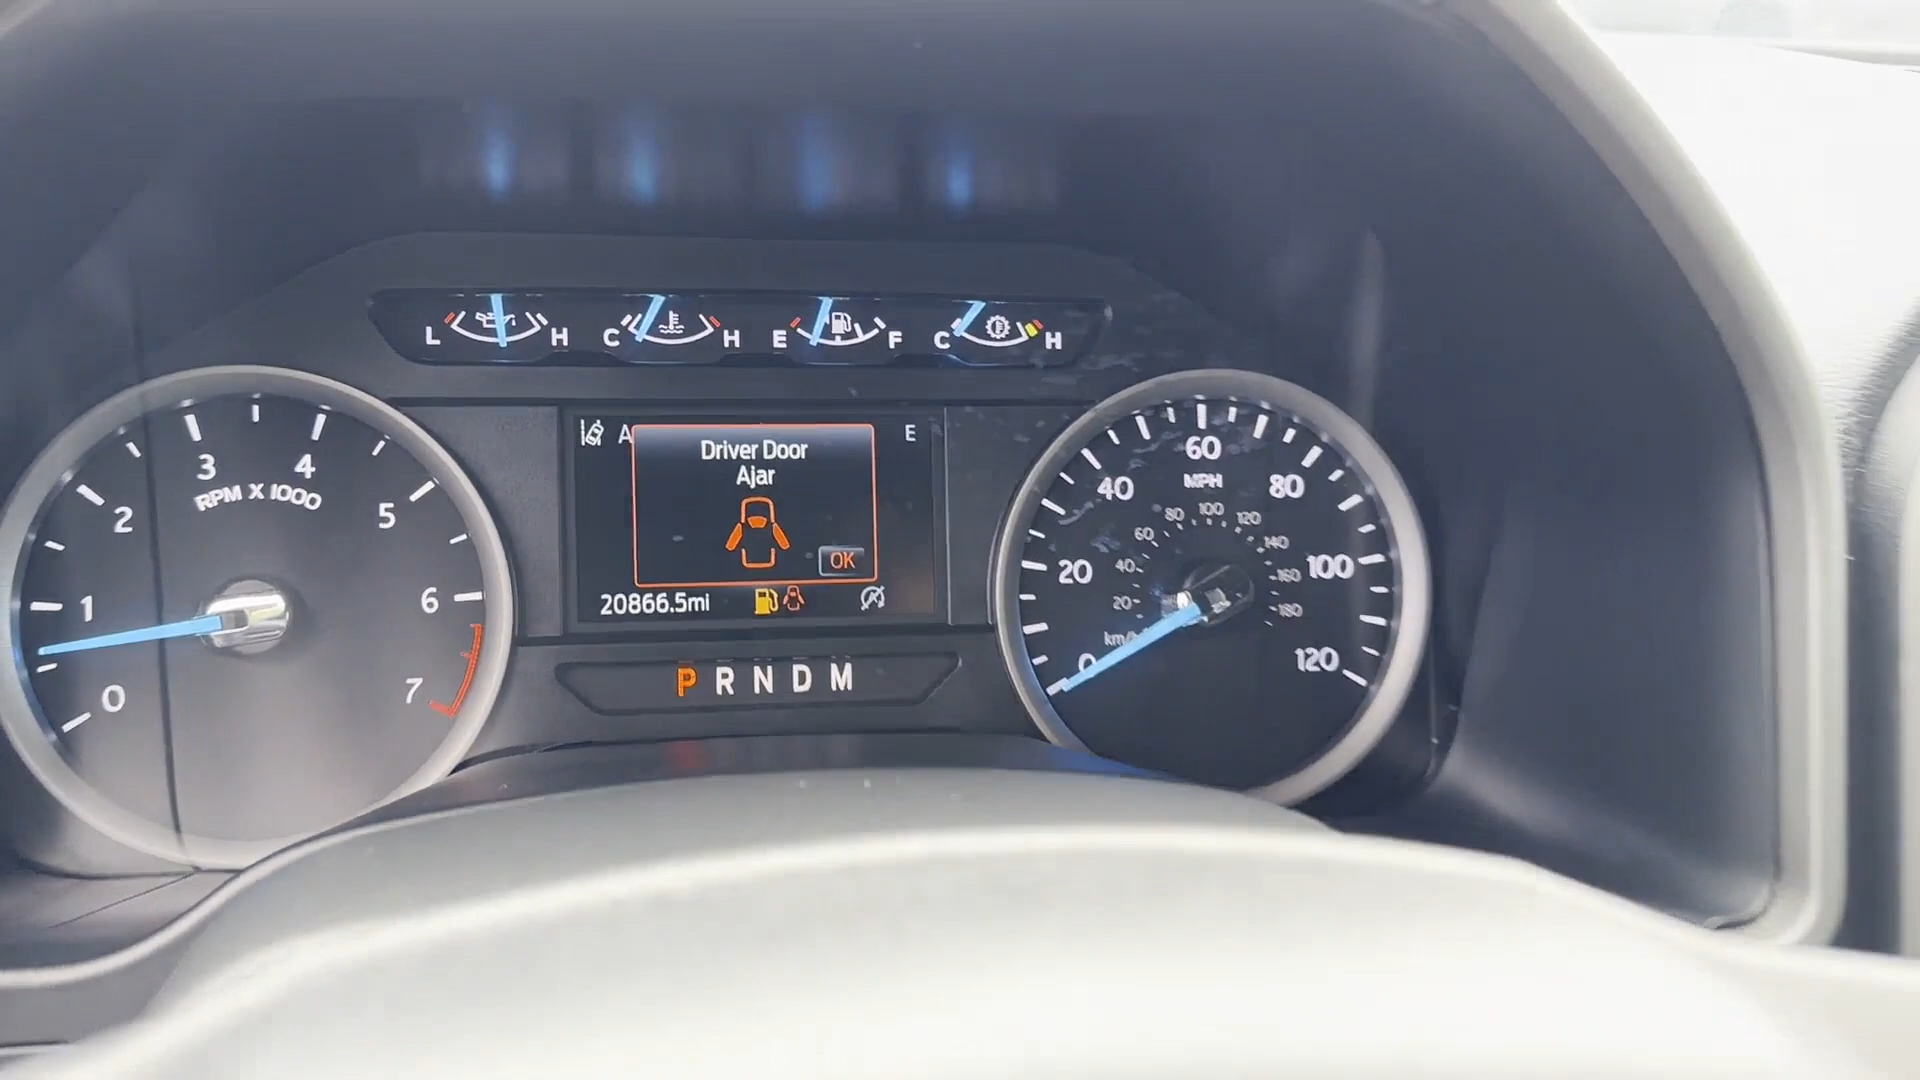 L H C H E F C H
A E
Driver Door
Ajar
OK
20866.5mi
P R N D M
0 1 2 3 4 5 6 7
RPM X 1000
0 20 40 60 80 100 120
MPH
20 40 60 80 100 120 140 160 180
km/h